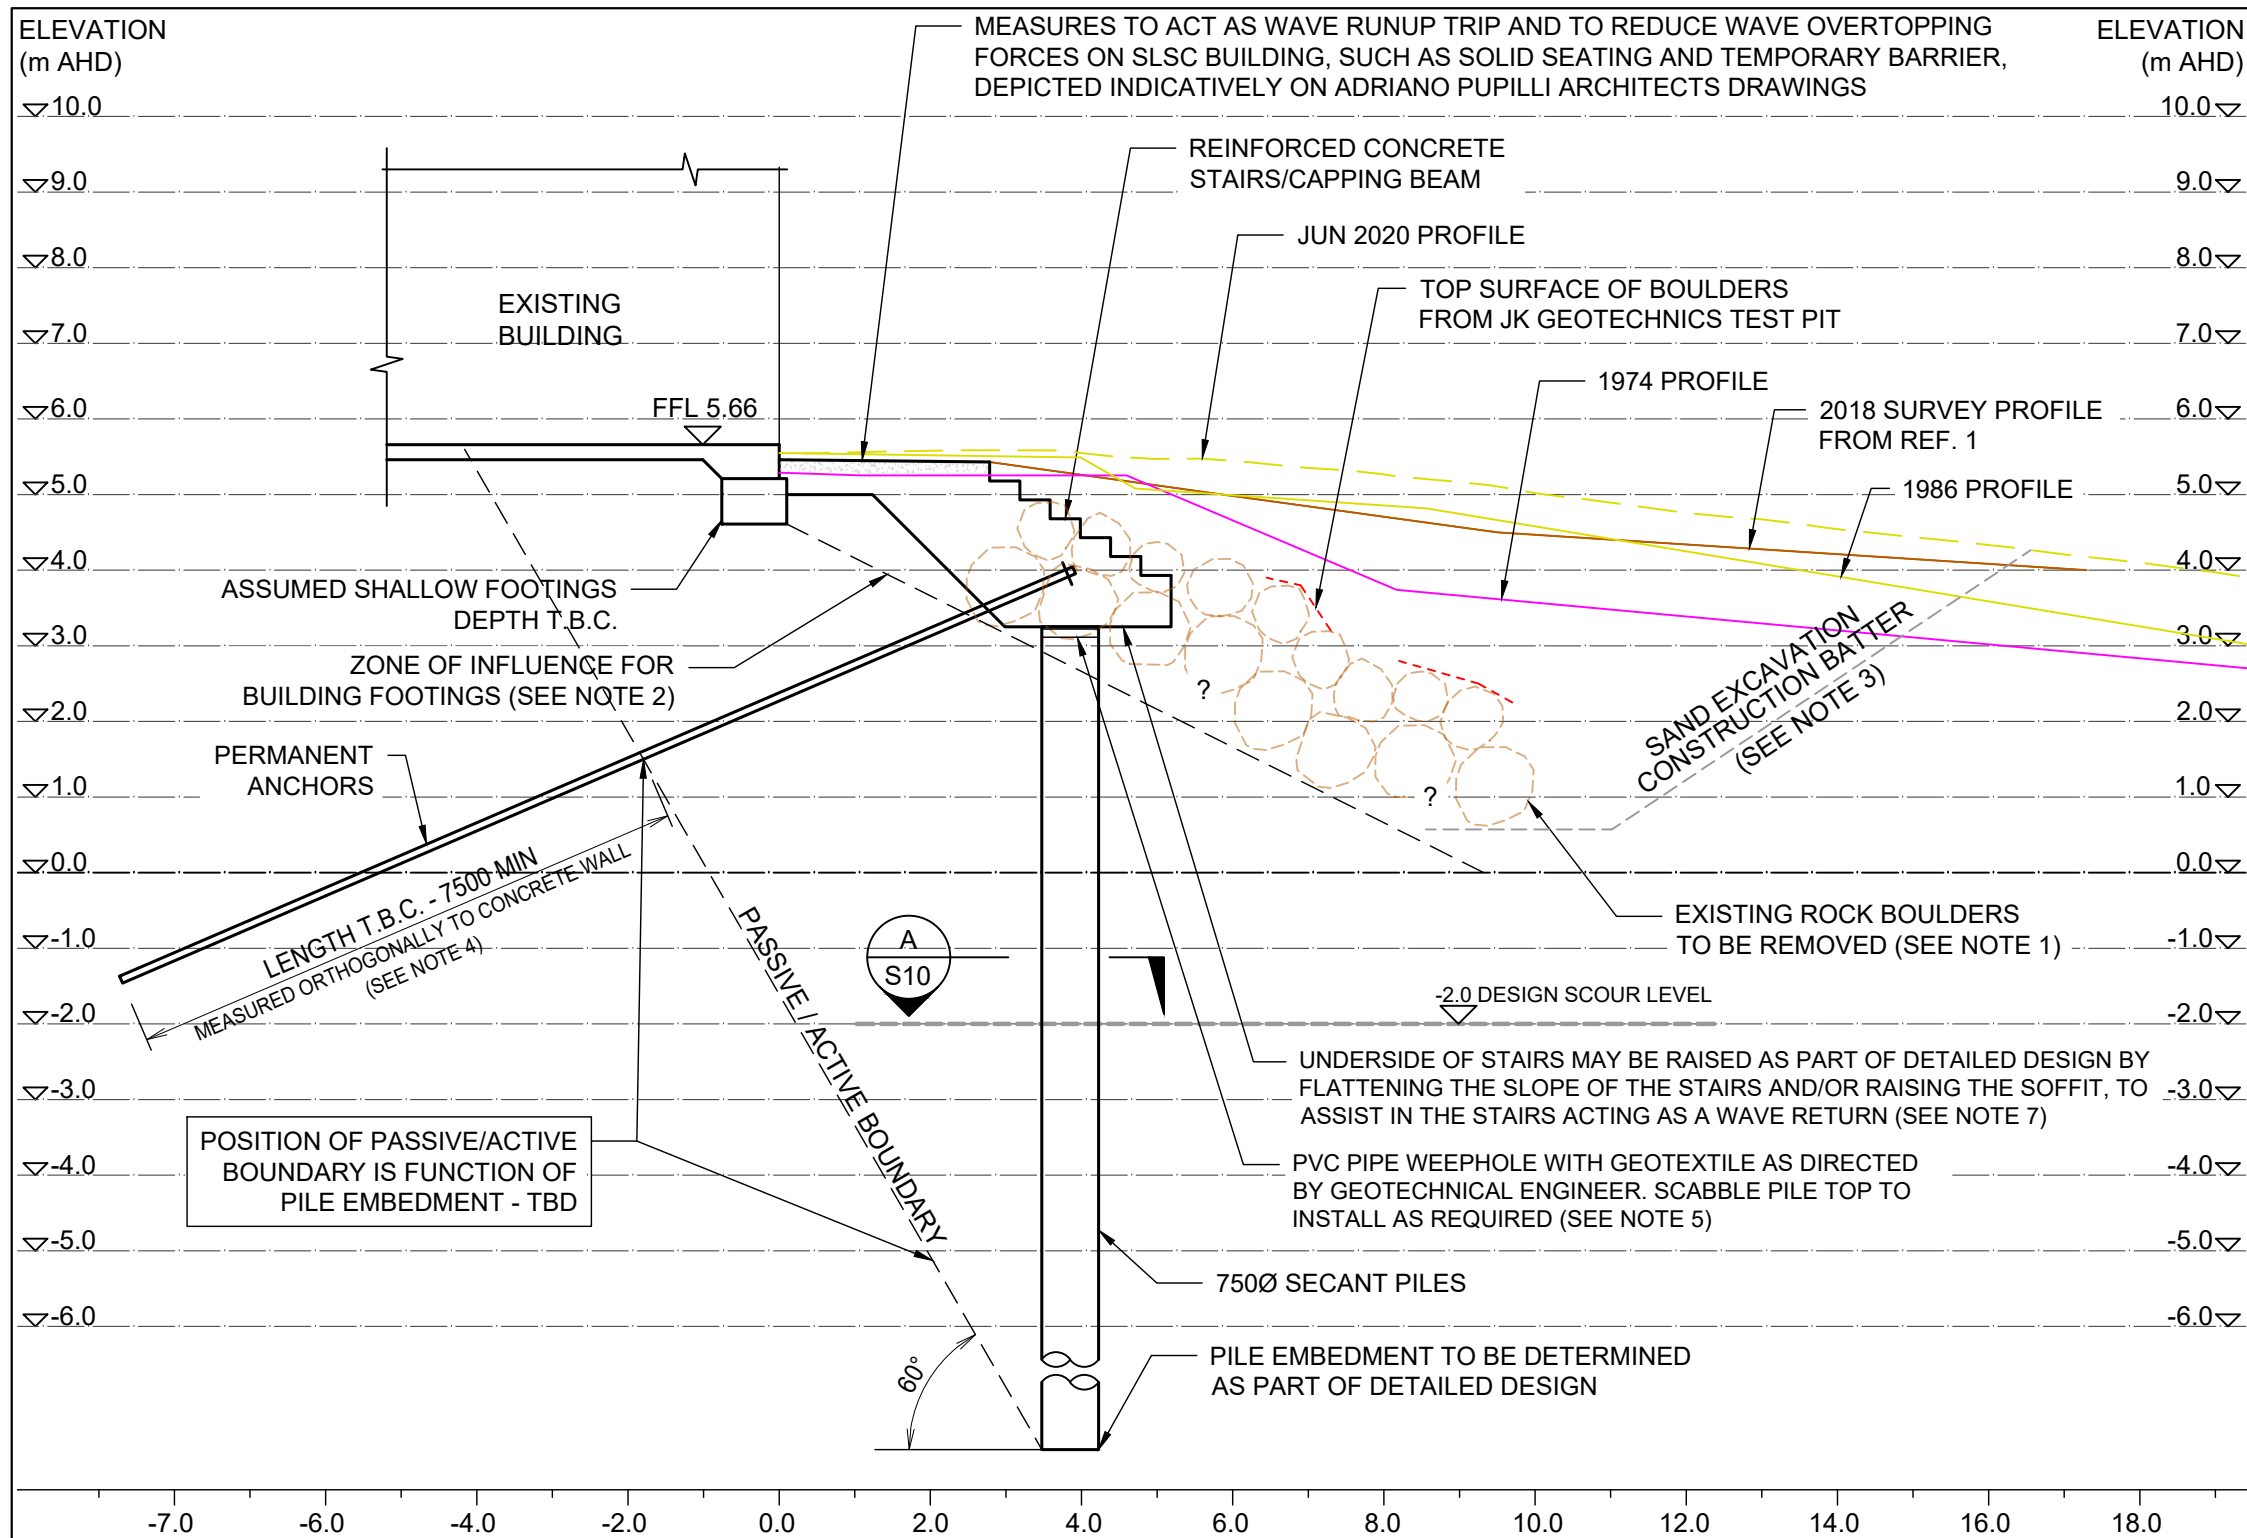 ELEVATION
(m AHD)
MEASURES TO ACT AS WAVE RUNUP TRIP AND TO REDUCE WAVE OVERTOPPING
FORCES ON SLSC BUILDING, SUCH AS SOLID SEATING AND TEMPORARY BARRIER,
DEPICTED INDICATIVELY ON ADRIANO PUPILLI ARCHITECTS DRAWINGS
ELEVATION
(m AHD)
10.0
9.0
8.0
7.0
6.0
5.0
4.0
3.0
2.0
1.0
0.0
-1.0
-2.0
-3.0
-4.0
-5.0
-6.0
10.0
9.0
8.0
7.0
6.0
5.0
4.0
3.0
2.0
1.0
0.0
-1.0
-2.0
-3.0
-4.0
-5.0
-6.0
REINFORCED CONCRETE
STAIRS/CAPPING BEAM
JUN 2020 PROFILE
TOP SURFACE OF BOULDERS
FROM JK GEOTECHNICS TEST PIT
1974 PROFILE
2018 SURVEY PROFILE
FROM REF. 1
1986 PROFILE
EXISTING
BUILDING
FFL 5.66
ASSUMED SHALLOW FOOTINGS
DEPTH T.B.C.
ZONE OF INFLUENCE FOR
BUILDING FOOTINGS (SEE NOTE 2)
PERMANENT
ANCHORS
?
?
SAND EXCAVATION
CONSTRUCTION BATTER
(SEE NOTE 3)
LENGTH T.B.C. - 7500 MIN
MEASURED ORTHOGONALLY TO CONCRETE WALL
(SEE NOTE 4)
PASSIVE / ACTIVE BOUNDARY
A
S10
EXISTING ROCK BOULDERS
TO BE REMOVED (SEE NOTE 1)
-2.0 DESIGN SCOUR LEVEL
UNDERSIDE OF STAIRS MAY BE RAISED AS PART OF DETAILED DESIGN BY
FLATTENING THE SLOPE OF THE STAIRS AND/OR RAISING THE SOFFIT, TO
ASSIST IN THE STAIRS ACTING AS A WAVE RETURN (SEE NOTE 7)
POSITION OF PASSIVE/ACTIVE
BOUNDARY IS FUNCTION OF
PILE EMBEDMENT - TBD
PVC PIPE WEEPHOLE WITH GEOTEXTILE AS DIRECTED
BY GEOTECHNICAL ENGINEER. SCABBLE PILE TOP TO
INSTALL AS REQUIRED (SEE NOTE 5)
750Ø SECANT PILES
60°
PILE EMBEDMENT TO BE DETERMINED
AS PART OF DETAILED DESIGN
-7.0 -6.0 -4.0 -2.0 0.0 2.0 4.0 6.0 8.0 10.0 12.0 14.0 16.0 18.0